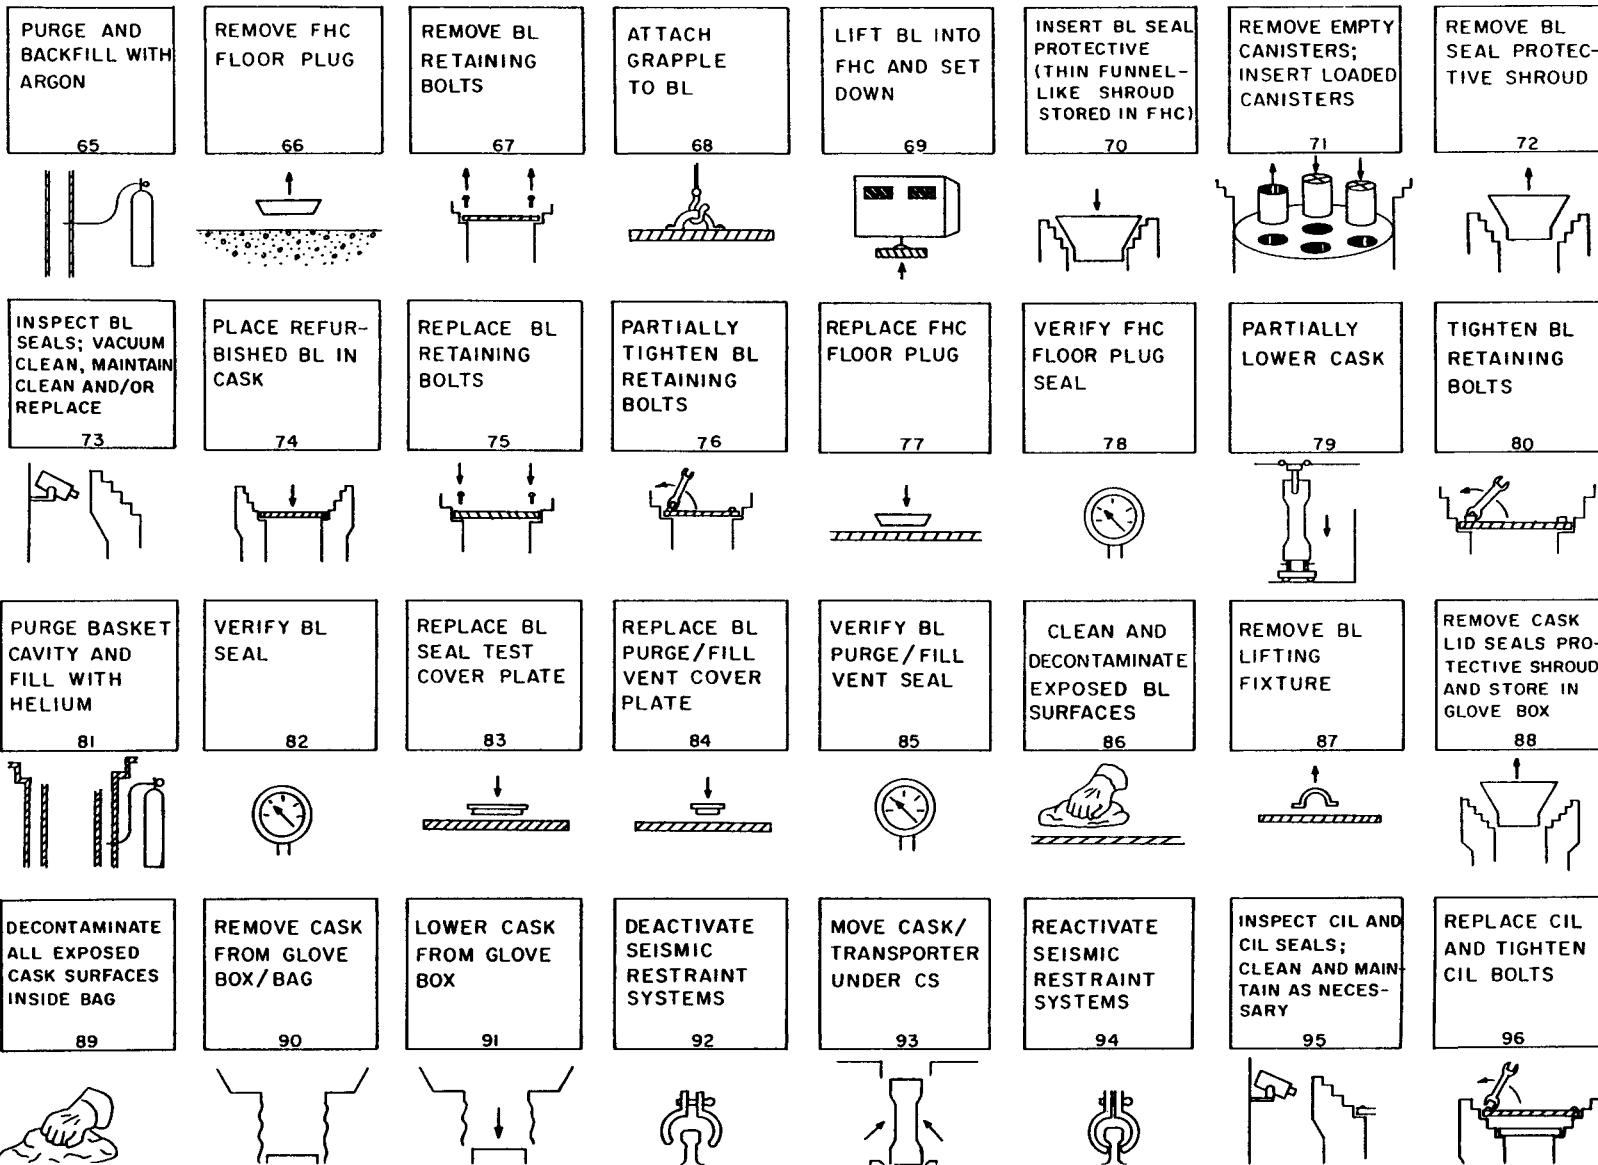 PURGE AND
BACKFILL WITH
ARGON
65
REMOVE FHC
FLOOR PLUG
66
REMOVE BL
RETAINING
BOLTS
67
ATTACH
GRAPPLE
TO BL
68
LIFT BL INTO
FHC AND SET
DOWN
69
INSERT BL SEAL
PROTECTIVE
(THIN FUNNEL-
LIKE SHROUD
STORED IN FHC)
70
REMOVE EMPTY
CANISTERS;
INSERT LOADED
CANISTERS
71
REMOVE BL
SEAL PROTEC-
TIVE SHROUD
72
INSPECT BL
SEALS; VACUUM
CLEAN, MAINTAIN
CLEAN AND/OR
REPLACE
73
PLACE REFUR-
BISHED BL IN
CASK
74
REPLACE BL
RETAINING
BOLTS
75
PARTIALLY
TIGHTEN BL
RETAINING
BOLTS
76
REPLACE FHC
FLOOR PLUG
77
VERIFY FHC
FLOOR PLUG
SEAL
78
PARTIALLY
LOWER CASK
79
TIGHTEN BL
RETAINING
BOLTS
80
PURGE BASKET
CAVITY AND
FILL WITH
HELIUM
81
VERIFY BL
SEAL
82
REPLACE BL
SEAL TEST
COVER PLATE
83
REPLACE BL
PURGE/FILL
VENT COVER
PLATE
84
VERIFY BL
PURGE/FILL
VENT SEAL
85
CLEAN AND
DECONTAMINATE
EXPOSED BL
SURFACES
86
REMOVE BL
LIFTING
FIXTURE
87
REMOVE CASK
LID SEALS PRO-
TECTIVE SHROUD
AND STORE IN
GLOVE BOX
88
DECONTAMINATE
ALL EXPOSED
CASK SURFACES
INSIDE BAG
89
REMOVE CASK
FROM GLOVE
BOX/BAG
90
LOWER CASK
FROM GLOVE
BOX
91
DEACTIVATE
SEISMIC
RESTRAINT
SYSTEMS
92
MOVE CASK/
TRANSPORTER
UNDER CS
93
REACTIVATE
SEISMIC
RESTRAINT
SYSTEMS
94
INSPECT CIL AND
CIL SEALS;
CLEAN AND MAIN-
TAIN AS NECES-
SARY
95
REPLACE CIL
AND TIGHTEN
CIL BOLTS
96